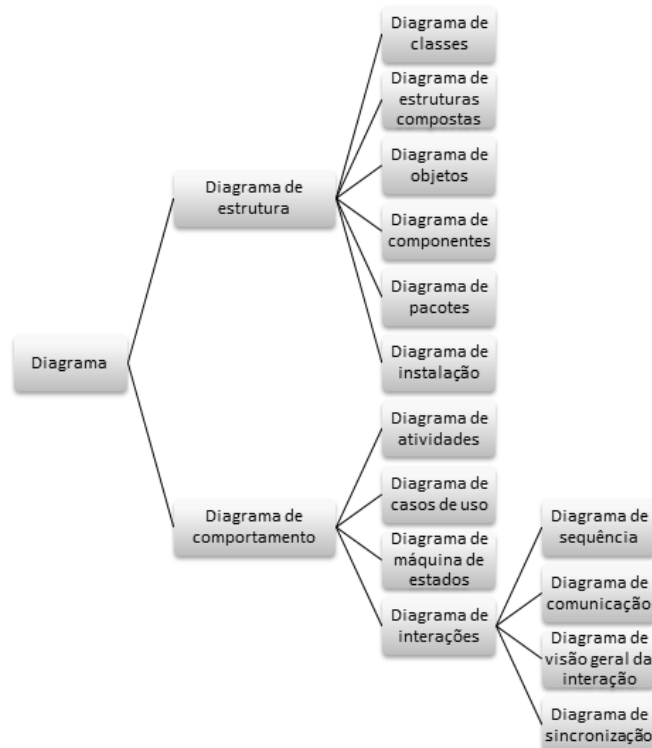 Diagrama
Diagrama de
estrutura
Diagrama de
classes
Diagrama de
estruturas
compostas
Diagrama de
objetos
Diagrama de
componentes
Diagrama de
pacotes
Diagrama de
instalação
Diagrama de
comportamento
Diagrama de
atividades
Diagrama de
casos de uso
Diagrama de
máquina de
estados
Diagrama de
interações
Diagrama de
sequência
Diagrama de
comunicação
Diagrama de
visão geral da
interação
Diagrama de
sincronização